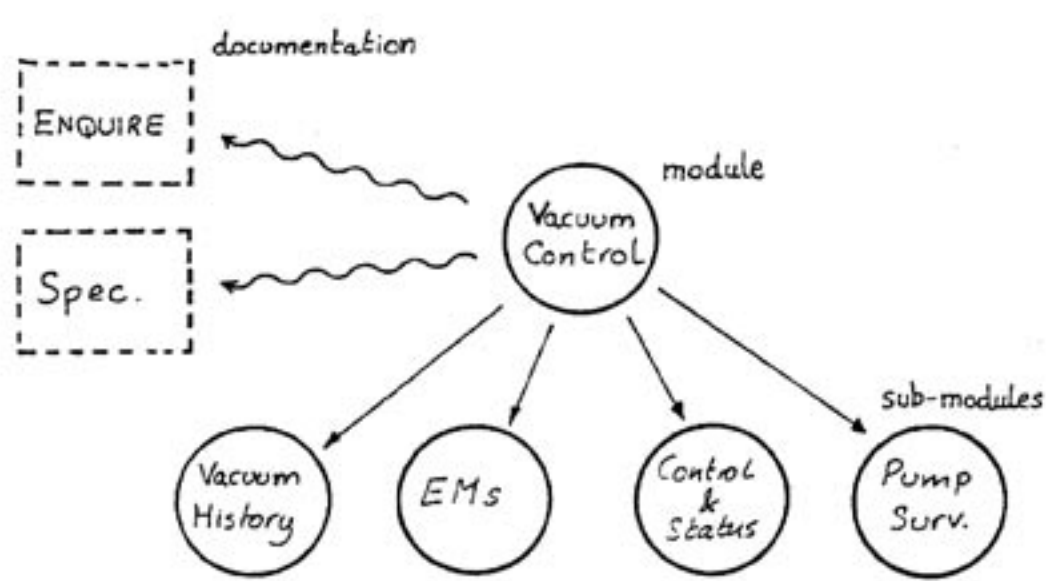 documentation
ENQUIRE
module
Vacuum
Control
Spec.
sub-modules
Vacuum
History
EMs
Control
&
Status
Pump
Surv.